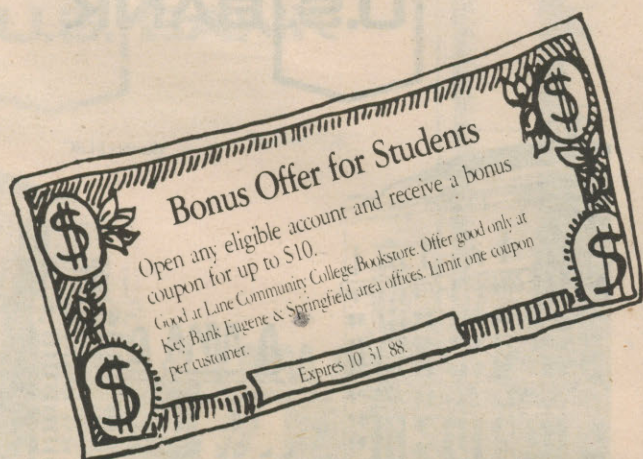 U.S. BANK
Bonus Offer for Students
Open any eligible account and receive a bonus
coupon for up to $10.
Good at Lane Community College Bookstore. Offer good only at
Key Bank Eugene & Springfield area offices. Limit one coupon
per customer.
Expires 10 31 88.
$
$
$
$